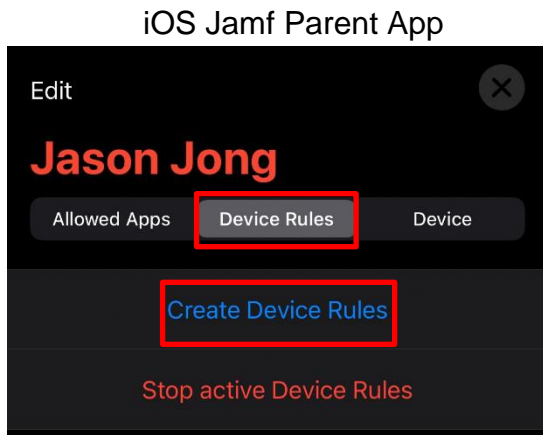 iOS Jamf Parent App
Edit
Jason Jong
Allowed Apps Device Rules Device
Create Device Rules
Stop active Device Rules